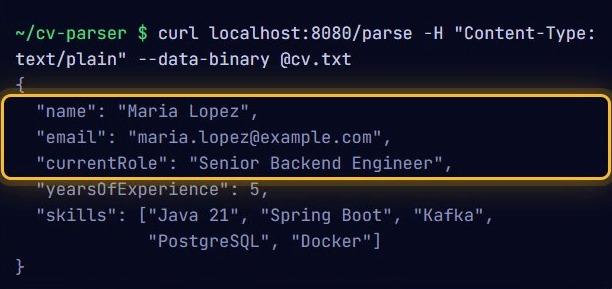 ~/cv-parser $ curl localhost:8080/parse -H "Content-Type:
text/plain" --data-binary @cv.txt
{
"name": "Maria Lopez",
"email": "maria.lopez@example.com",
"currentRole": "Senior Backend Engineer",
"yearsOfExperience": 5,
"skills": ["Java 21", "Spring Boot", "Kafka",
"PostgreSQL", "Docker"]
}